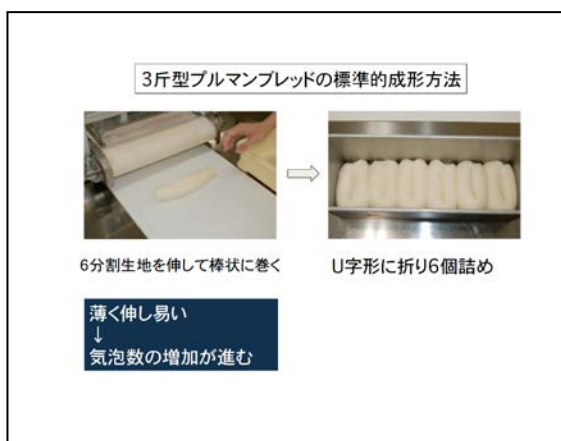 3斤型プルマンブレッドの標準的成形方法
6分割生地を伸して棒状に巻く
U字形に折り6個詰め
薄く伸し易い
↓
気泡数の増加が進む